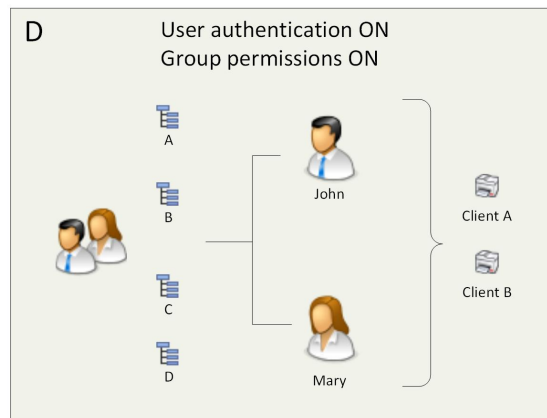 D
User authentication ON
Group permissions ON
A
B
C
D
John
Mary
Client A
Client B